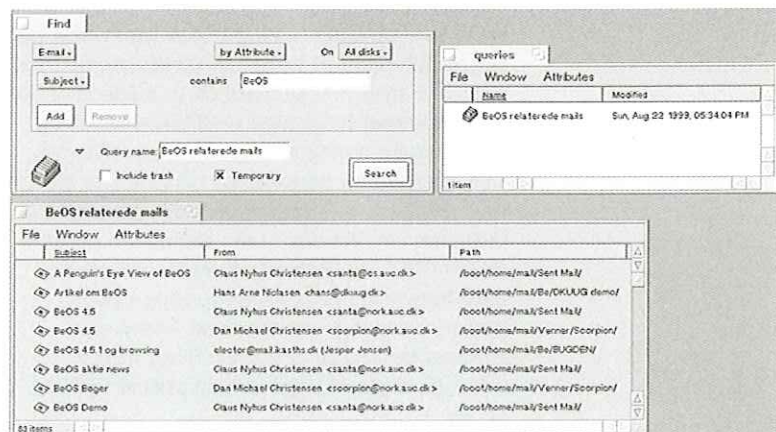 Find
E-mail by Attribute On All disks
Subject contains BeOS
Add Remove
Query name: BeOS relaterede mails
Include trash Temporary Search
queries
File Window Attributes
Name Modified
BeOS relaterede mails Sun, Aug 22 1999, 05:34:04 PM
1 item
BeOS relaterede mails
File Window Attributes
Subject From Path
A Penguin's Eye View of BeOS Claus Nyhus Christensen <santa@cs.auc.dk> /boot/home/mail/Sent Mail/
Artikel om BeOS Hans Arne Niclasen <hans@dkuug.dk> /boot/home/mail/Be/DKUUG demo/
BeOS 4.5 Claus Nyhus Christensen <santa@nork.auc.dk> /boot/home/mail/Sent Mail/
BeOS 4.5 Dan Michael Christensen <scorpion@nork.auc.dk> /boot/home/mail/Verner/Scorpion/
BeOS 4.5.1 og browsing elector@mail.kasths.dk (Jesper Jensen) /boot/home/mail/Be/BUGDEN/
BeOS aktie news Claus Nyhus Christensen <santa@nork.auc.dk> /boot/home/mail/Sent Mail/
BeOS Bøger Dan Michael Christensen <scorpion@nork.auc.dk> /boot/home/mail/Verner/Scorpion/
BeOS Demo Claus Nyhus Christensen <santa@nork.auc.dk> /boot/home/mail/Sent Mail/
83 items